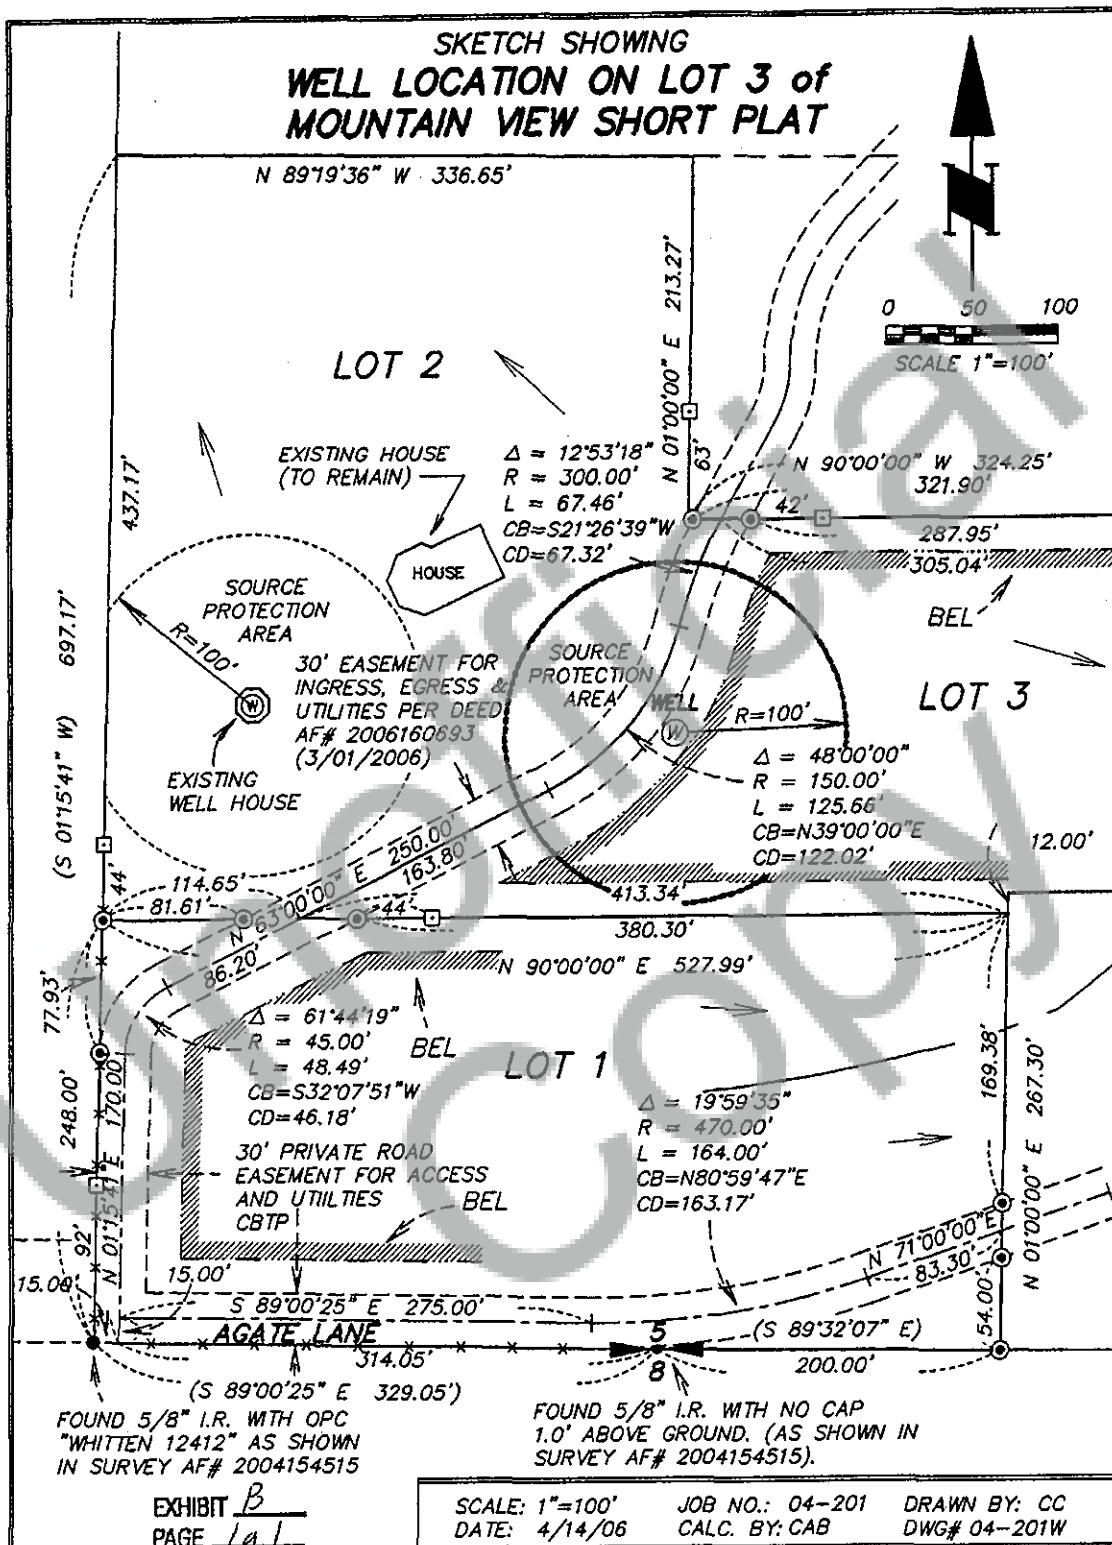 SKETCH SHOWING
WELL LOCATION ON LOT 3 of
MOUNTAIN VIEW SHORT PLAT
N 89°19'36" W 336.65'
N 01°00'00" E 213.27'
0 50 100
SCALE 1"=100'
LOT 2
437.17'
(S 01°15'41" W) 697.17'
EXISTING HOUSE
(TO REMAIN)
Δ = 12°53'18"
R = 300.00'
L = 67.46'
CB=S21°26'39"W
CD=67.32'
63'
N 90°00'00" W 324.25'
321.90'
42'
287.95'
305.04'
BEL
HOUSE
SOURCE
PROTECTION
AREA
R=100'
W
EXISTING
WELL HOUSE
30' EASEMENT FOR
INGRESS, EGRESS &
UTILITIES PER DEED
AF# 2006160693
(3/01/2006)
SOURCE
PROTECTION
AREA
WELL
W
R=100'
LOT 3
Δ = 48°00'00"
R = 150.00'
L = 125.66'
CB=N39°00'00"E
CD=122.02'
12.00'
44'
114.65'
81.61'
N 63°00'00" E 250.00'
163.80'
86.20'
44'
413.34'
380.30'
N 90°00'00" E 527.99'
77.93'
Δ = 61°44'19"
R = 45.00'
L = 48.49'
CB=S32°07'51"W
CD=46.18'
BEL
LOT 1
169.38'
N 01°00'00" E 267.30'
248.00'
N 01°15'41" E 170.00'
92'
30' PRIVATE ROAD
EASEMENT FOR ACCESS
AND UTIILTIES
CBTP
BEL
Δ = 19°59'35"
R = 470.00'
L = 164.00'
CB=N80°59'47"E
CD=163.17'
N 71°00'00"E
83.30'
54.00'
15.00'
15.00'
S 89°00'25" E 275.00'
AGATE LANE
314.05'
(S 89°00'25" E 329.05')
5
8
(S 89°32'07" E)
200.00'
FOUND 5/8" I.R. WITH OPC
"WHITTEN 12412" AS SHOWN
IN SURVEY AF# 2004154515
FOUND 5/8" I.R. WITH NO CAP
1.0' ABOVE GROUND. (AS SHOWN IN
SURVEY AF# 2004154515).
EXHIBIT B
PAGE 1 of 1
SCALE: 1"=100' JOB NO.: 04-201 DRAWN BY: CC
DATE: 4/14/06 CALC. BY: CAB DWG# 04-201W
Unofficial
Copy